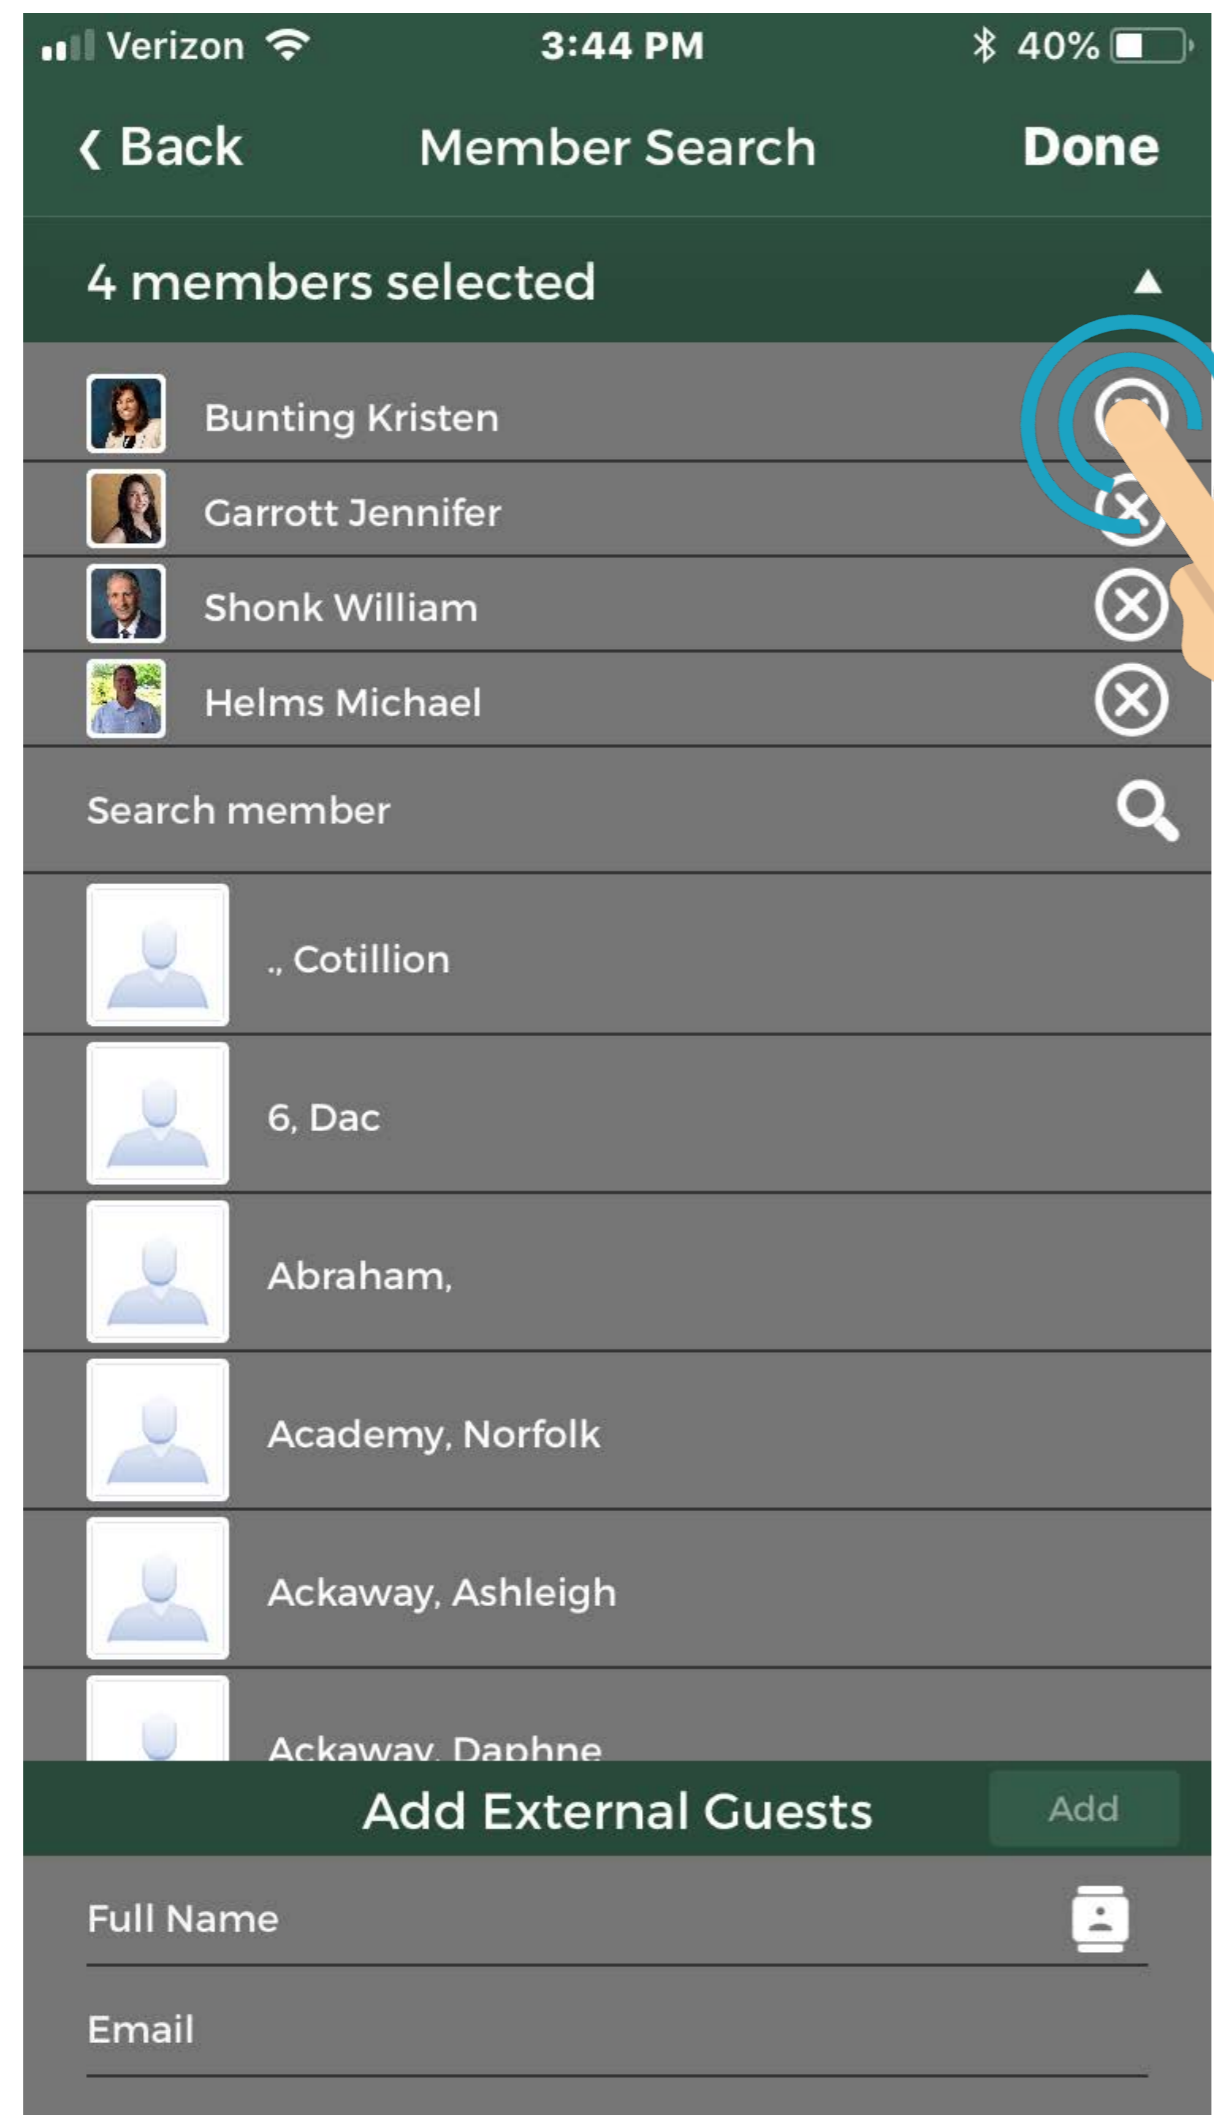 Verizon 3:44 PM 40%
Back Member Search Done
4 members selected
Bunting Kristen
Garrott Jennifer
Shonk William
Helms Michael
Search member
., Cotillion
6, Dac
Abraham,
Academy, Norfolk
Ackaway, Ashleigh
Ackaway, Daphne
Add External Guests Add
Full Name
Email